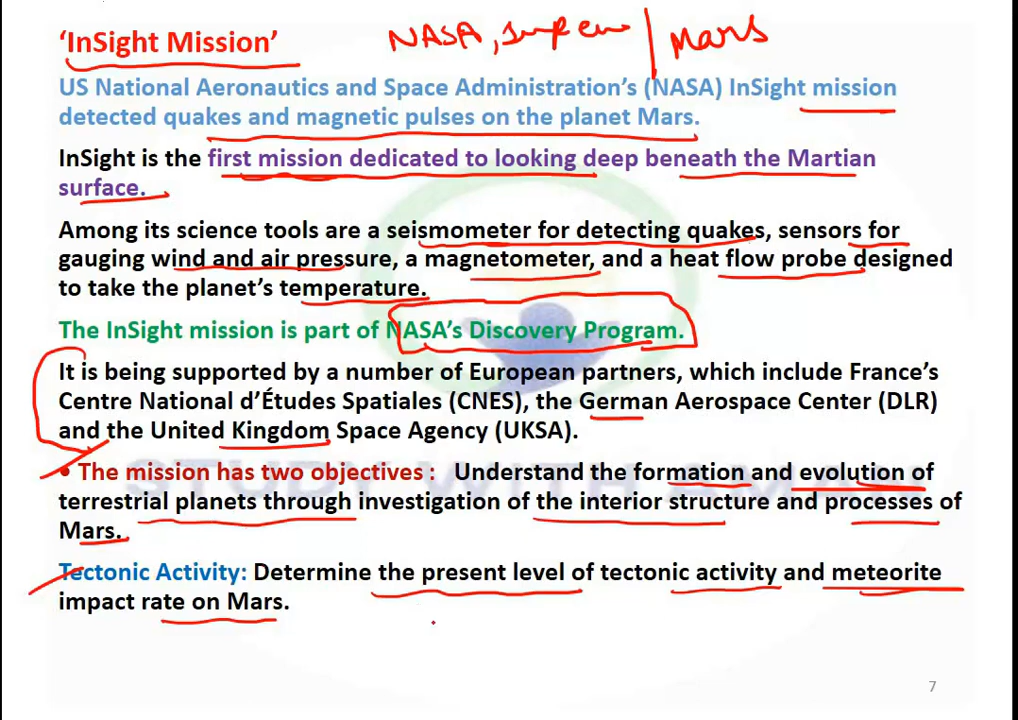 'InSight Mission' NASA, / Mars
US National Aeronautics and Space Administration's (NASA) InSight mission
detected quakes and magnetic pulses on the planet Mars.
InSight is the first mission dedicated to looking deep beneath the Martian
surface.
Among its science tools are a seismometer for detecting quakes, sensors for
gauging wind and air pressure, a magnetometer, and a heat flow probe designed
to take the planet's temperature.
The InSight mission is part of NASA's Discovery Program.
It is being supported by a number of European partners, which include France's
Centre National d'Études Spatiales (CNES), the German Aerospace Center (DLR)
and the United Kingdom Space Agency (UKSA).
• The mission has two objectives : Understand the formation and evolution of
terrestrial planets through investigation of the interior structure and processes of
Mars.
Tectonic Activity: Determine the present level of tectonic activity and meteorite
impact rate on Mars.
STUDY WITH AMAN
7